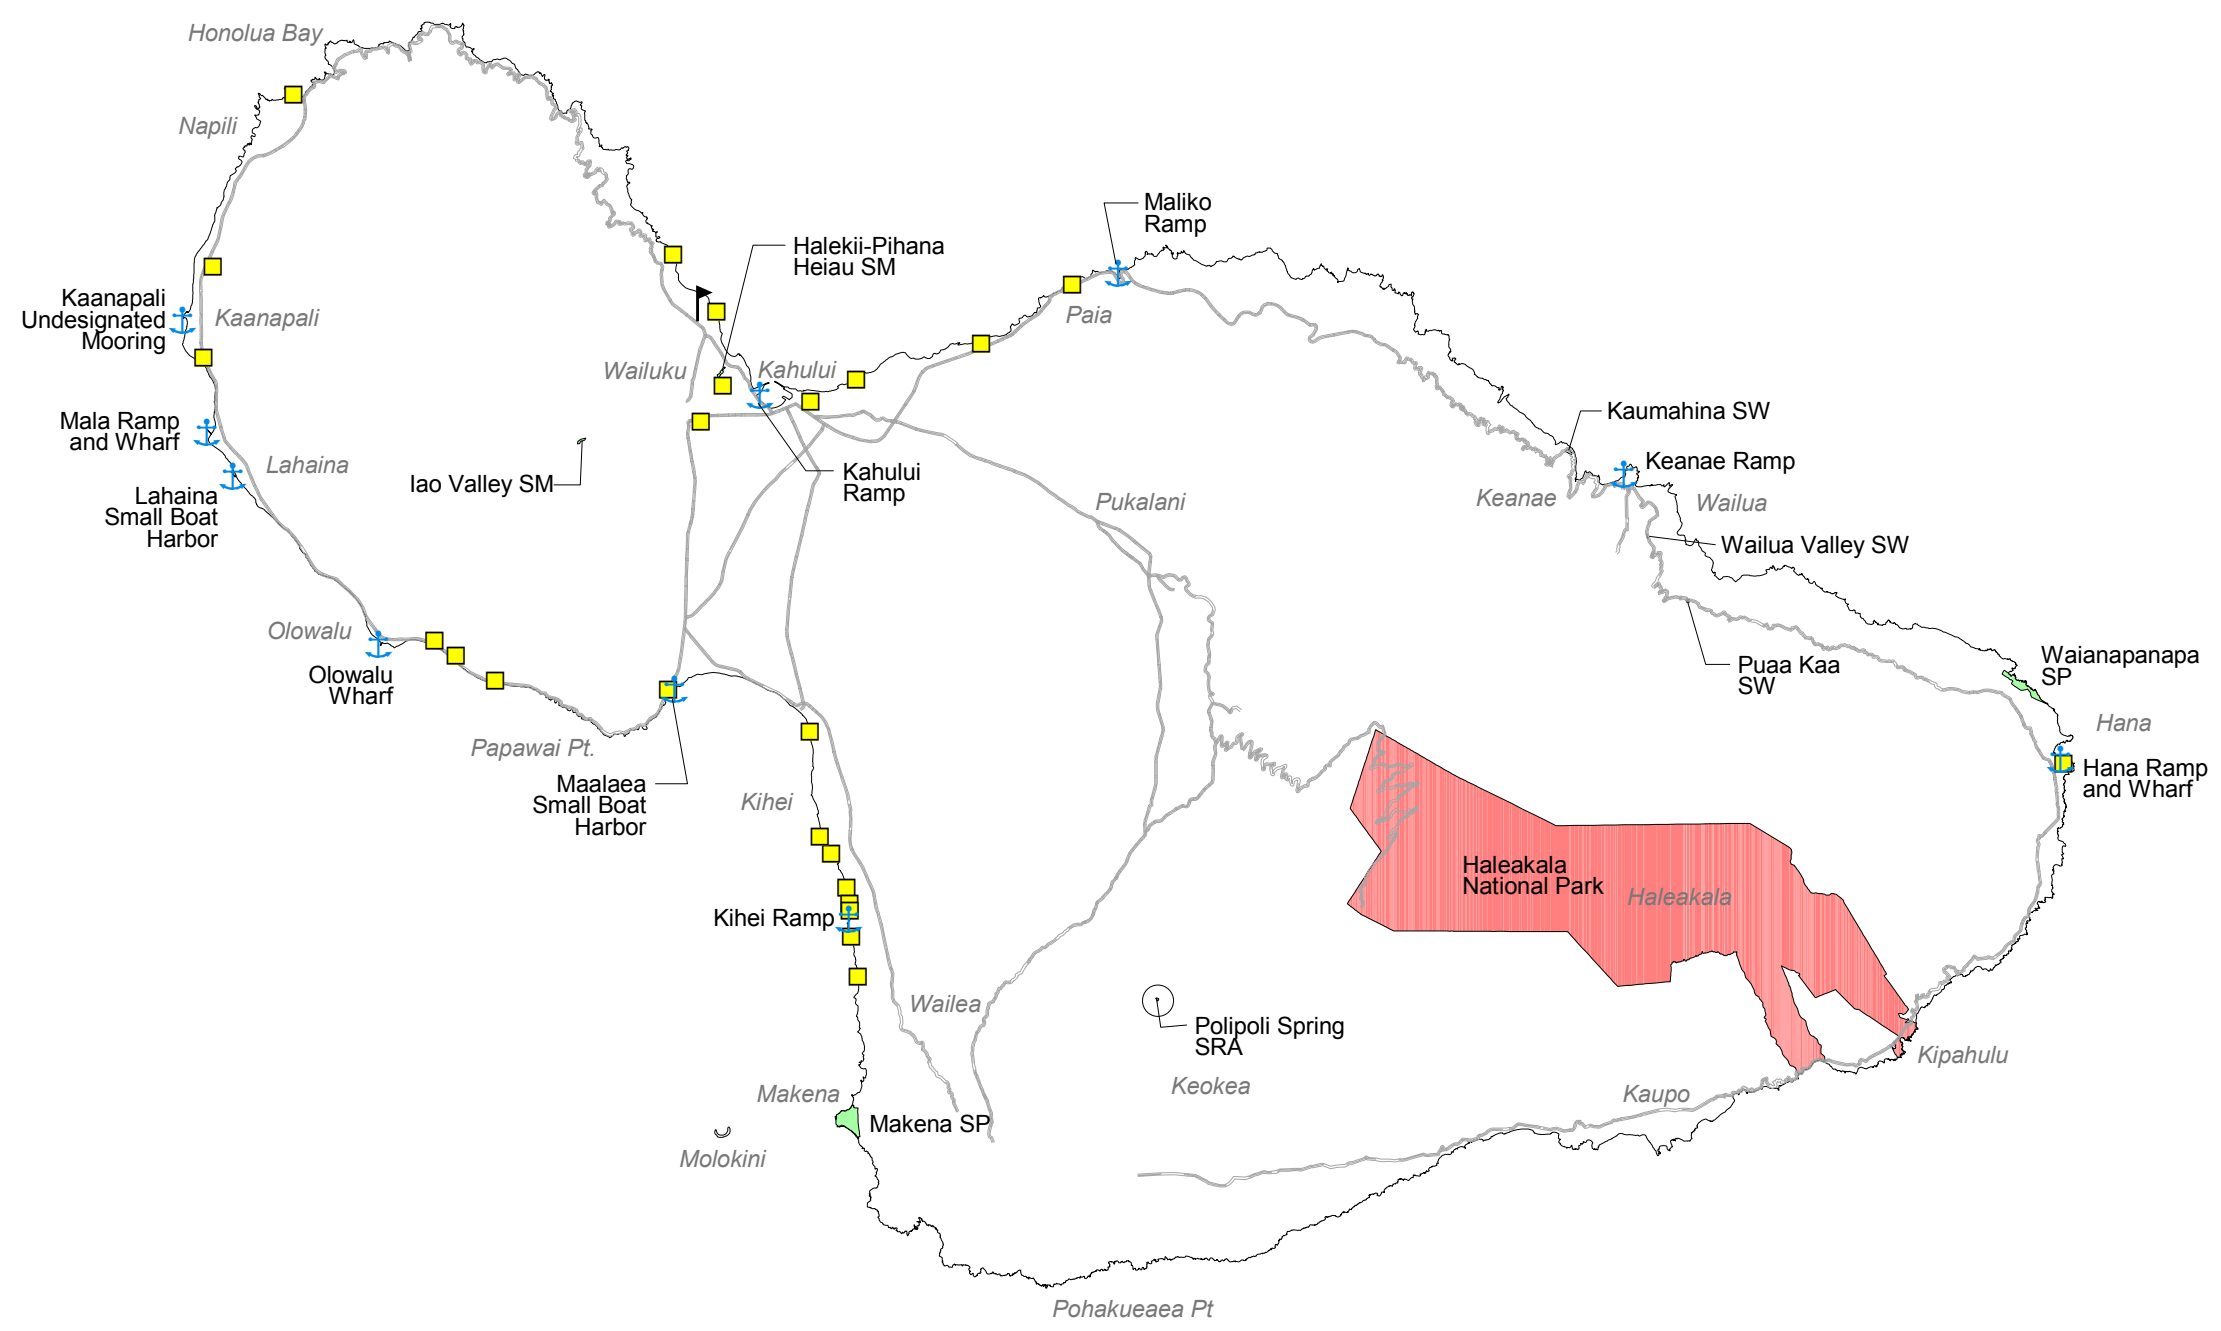 Honolua Bay
Napili
Maliko
Ramp
Halekii-Pihana
Heiau SM
Kaanapali
Undesignated
Mooring
Kaanapali
Paia
Wailuku
Kahului
Kaumahina SW
Mala Ramp
and Wharf
Lahaina
Iao Valley SM
Kahului
Ramp
Keanae Ramp
Lahaina
Small Boat
Harbor
Pukalani
Keanae
Wailua
Wailua Valley SW
Olowalu
Olowalu
Wharf
Puaa Kaa
SW
Waianapanapa
SP
Hana
Papawai Pt.
Maalaea
Small Boat
Harbor
Kihei
Hana Ramp
and Wharf
Haleakala
National Park
Haleakala
Kihei Ramp
Wailea
Polipoli Spring
SRA
Keokea
Kipahulu
Kaupo
Makena
Makena SP
Molokini
Pohakueaea Pt